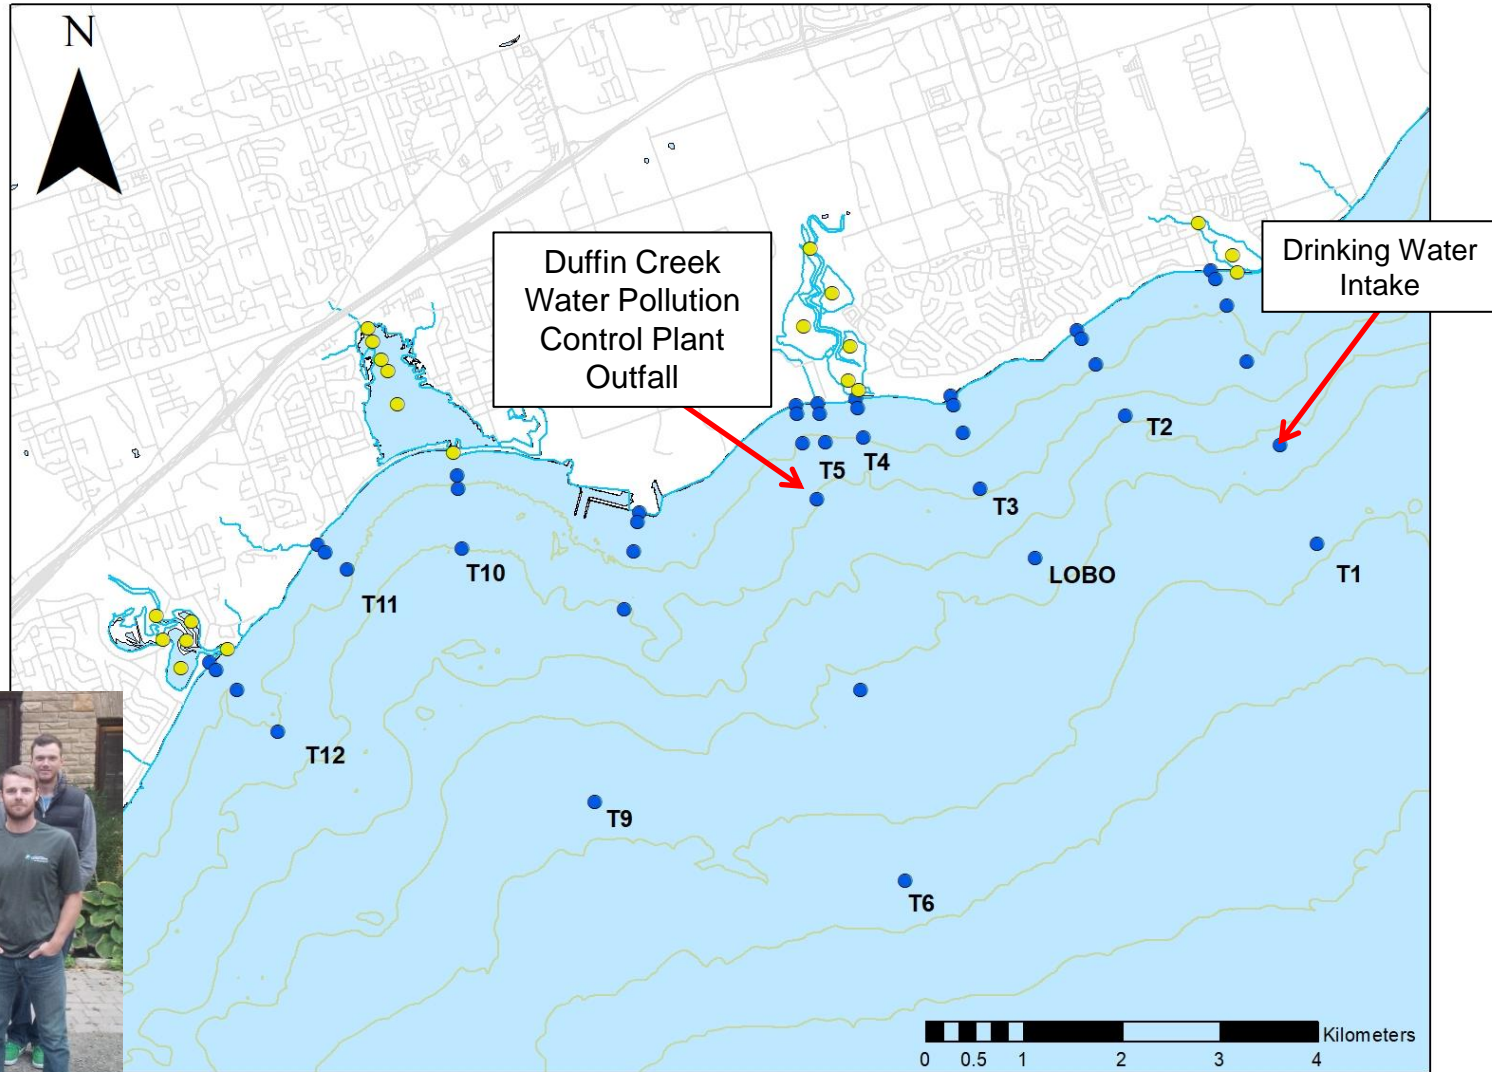 N
Duffin Creek
Water Pollution
Control Plant
Outfall
Drinking Water
Intake
T2
T5
T4
T3
LOBO
T1
T10
T11
T12
T9
T6
Kilometers
0 0.5 1 2 3 4